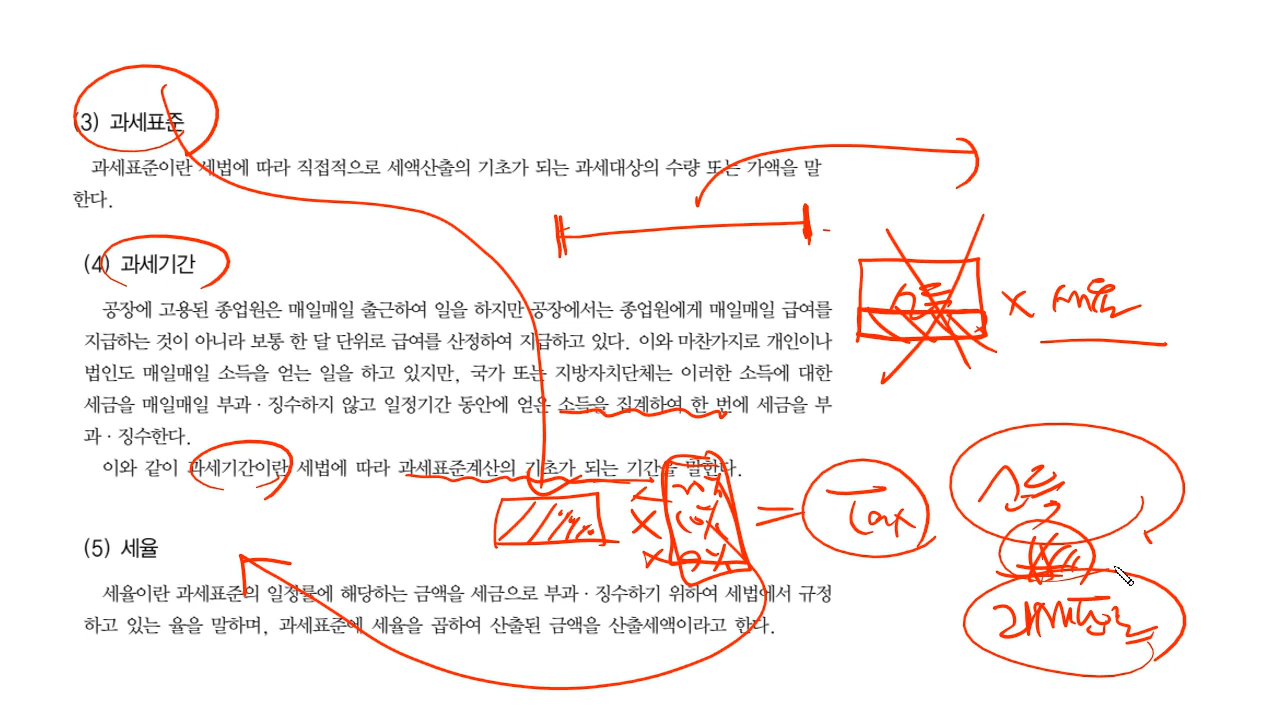 (3) 과세표준
과세표준이란 세법에 따라 직접적으로 세액산출의 기초가 되는 과세대상의 수량 또는 가액을 말
한다.
(4) 과세기간
공장에 고용된 종업원은 매일매일 출근하여 일을 하지만 공장에서는 종업원에게 매일매일 급여를
지급하는 것이 아니라 보통 한 달 단위로 급여를 산정하여 지급하고 있다. 이와 마찬가지로 개인이나
법인도 매일매일 소득을 얻는 일을 하고 있지만, 국가 또는 지방자치단체는 이러한 소득에 대한
세금을 매일매일 부과·징수하지 않고 일정기간 동안에 얻은 소득을 집계하여 한 번에 세금을 부
과·징수한다.
소득 × 세율
이와 같이 과세기간이란 세법에 따라 과세표준계산의 기초가 되는 기간을 말한다.
× = Tax
소득
과세표준
(5) 세율
세율이란 과세표준의 일정률에 해당하는 금액을 세금으로 부과·징수하기 위하여 세법에서 규정
하고 있는 율을 말하며, 과세표준에 세율을 곱하여 산출된 금액을 산출세액이라고 한다.